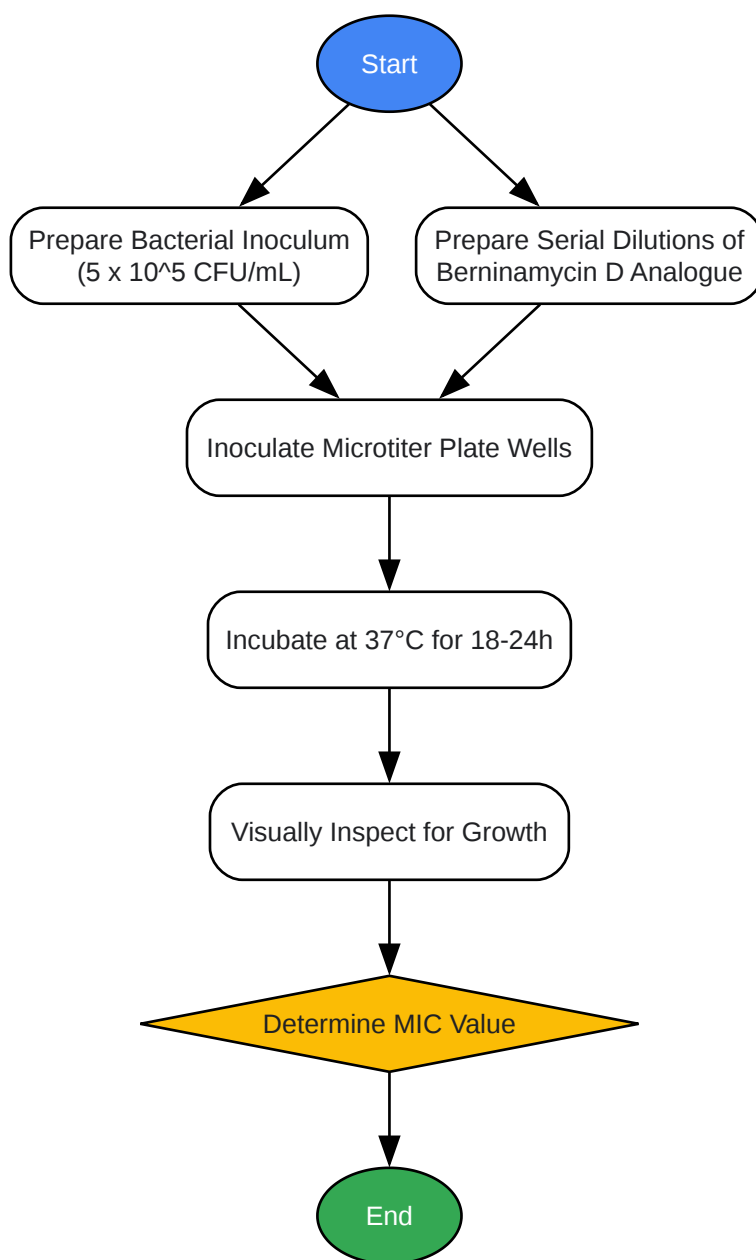 Start
Prepare Bacterial Inoculum
(5 x 10^5 CFU/mL)
Prepare Serial Dilutions of
Berninamycin D Analogue
Inoculate Microtiter Plate Wells
Incubate at 37°C for 18-24h
Visually Inspect for Growth
Determine MIC Value
End